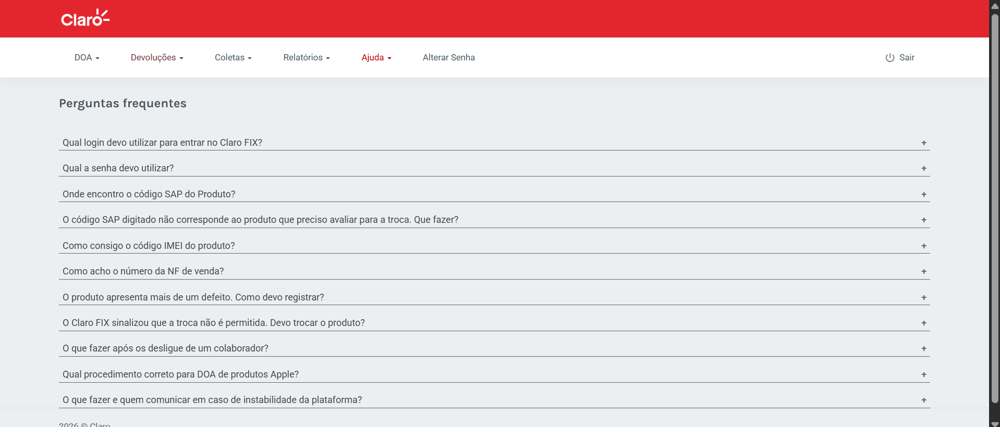 Claro
DOA
Devoluções
Coletas
Relatórios
Ajuda
Alterar Senha
Sair
Perguntas frequentes
Qual login devo utilizar para entrar no Claro FIX? +
Qual a senha devo utilizar? +
Onde encontro o código SAP do Produto? +
O código SAP digitado não corresponde ao produto que preciso avaliar para a troca. Que fazer? +
Como consigo o código IMEI do produto? +
Como acho o número da NF de venda? +
O produto apresenta mais de um defeito. Como devo registrar? +
O Claro FIX sinalizou que a troca não é permitida. Devo trocar o produto? +
O que fazer após os desligue de um colaborador? +
Qual procedimento correto para DOA de produtos Apple? +
O que fazer e quem comunicar em caso de instabilidade da plataforma? +
2026 © Claro